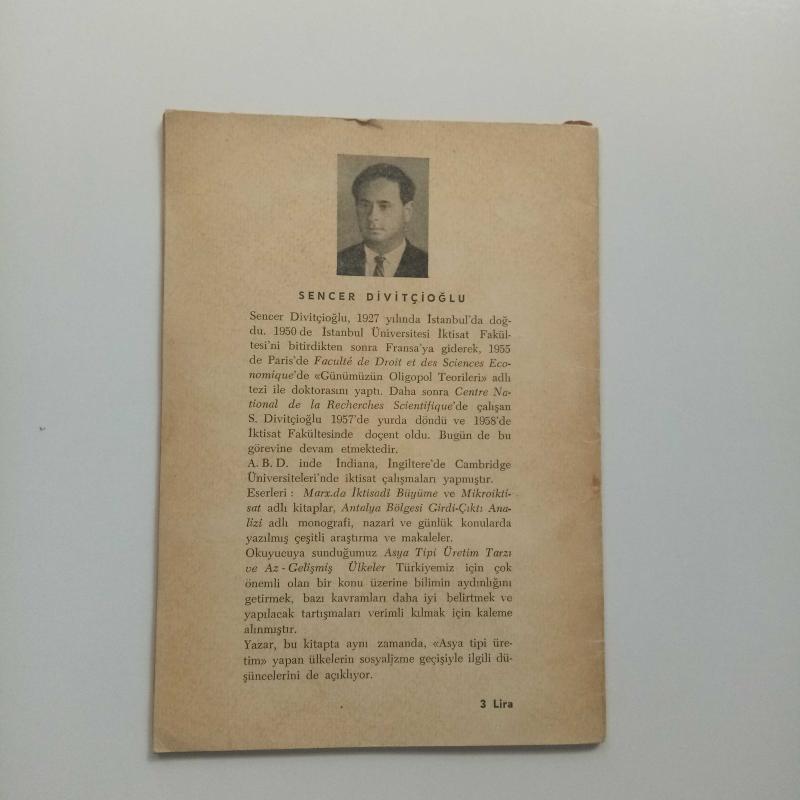 SENCER DİVİTÇİOĞLU
Sencer Divitçioğlu, 1927 yılında İstanbul'da doğ-
du. 1950 de İstanbul Üniversitesi İktisat Fakül-
tesi'ni bitirdikten sonra Fransa'ya giderek, 1955
de Paris'de Faculté de Droit et des Sciences Eco-
nomique'de «Günümüzün Oligopol Teorileri» adlı
tezi ile doktorasını yaptı. Daha sonra Centre Na-
tional de la Recherches Scientifique'de çalışan
S. Divitçioğlu 1957'de yurda döndü ve 1958'de
İktisat Fakültesinde doçent oldu. Bugün de bu
görevine devam etmektedir.
A. B. D. inde İndiana, İngiltere'de Cambridge
Üniversiteleri'nde iktisat çalışmaları yapmıştır.
Eserleri : Marx.da İktisadî Büyüme ve Mikroikti-
sat adlı kitaplar, Antalya Bölgesi Girdi-Çıktı Ana-
lizi adlı monografi, nazarî ve günlük konularda
yazılmış çeşitli araştırma ve makaleler.
Okuyucuya sunduğumuz Asya Tipi Üretim Tarzı
ve Az - Gelişmiş Ülkeler Türkiyemiz için çok
önemli olan bir konu üzerine bilimin aydınlığını
getirmek, bazı kavramları daha iyi belirtmek ve
yapılacak tartışmaları verimli kılmak için kaleme
alınmıştır.
Yazar, bu kitapta aynı zamanda, «Asya tipi üre-
tim» yapan ülkelerin sosyaljzme geçişiyle ilgili dü-
şüncelerini de açıklıyor.
3 Lira